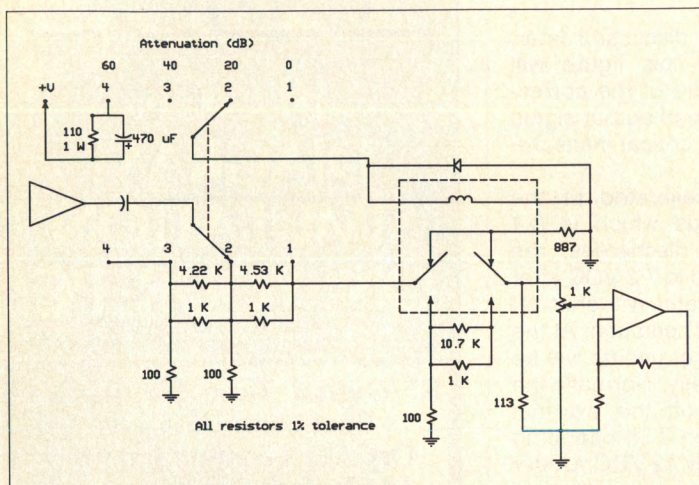 Attenuation (dB)
60 40 20 0
+V 4 3 2 1
110
1 W
470 uF
+
887
4 3 2 1
4.22 K 4.53 K
1 K
1 K 1 K
10.7 K
1 K
100 100
100
113
All resistors 1% tolerance